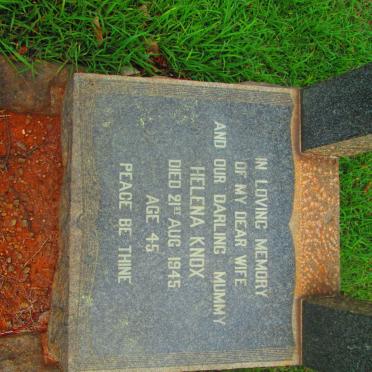 IN LOVING MEMORY
OF MY DEAR WIFE
AND OUR DARLING MUMMY
HELENA KNOX
DIED 21ST AUG. 1945.
AGE 45.
PEACE BE THINE